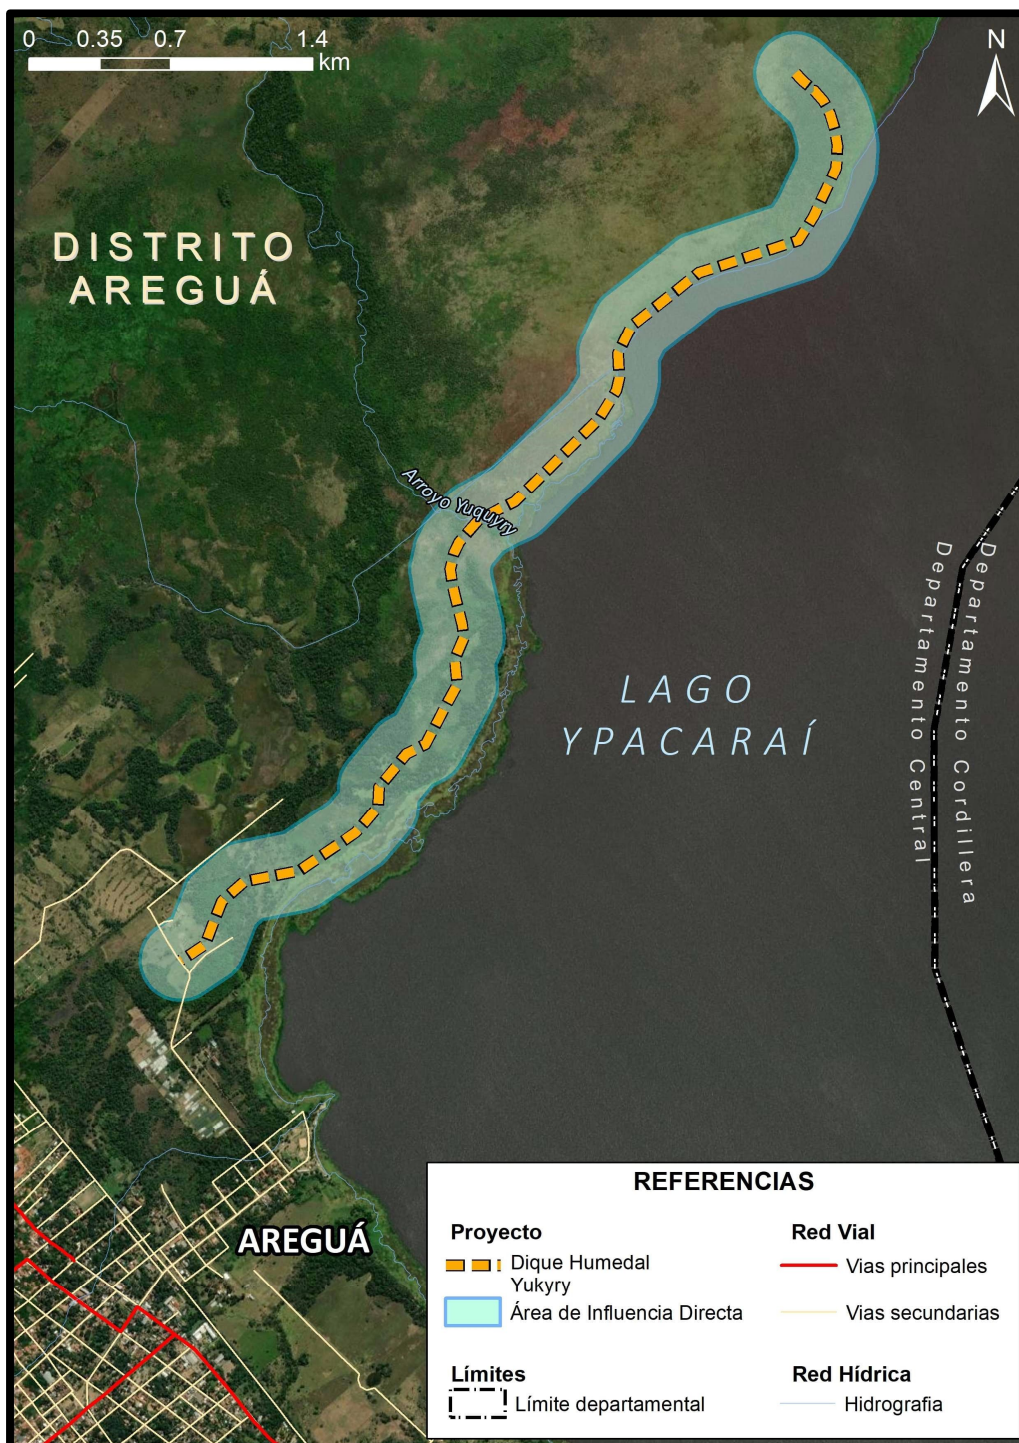 0 0.35 0.7 1.4
km
N
DISTRITO
AREGUÁ
Arroyo Yuquyry
LAGO
YPACARAÍ
Departamento Central
Departamento Cordillera
AREGUÁ
REFERENCIAS
Proyecto
Dique Humedal
Yukyry
Área de Influencia Directa
Límites
Límite departamental
Red Vial
Vias principales
Vias secundarias
Red Hídrica
Hidrografia